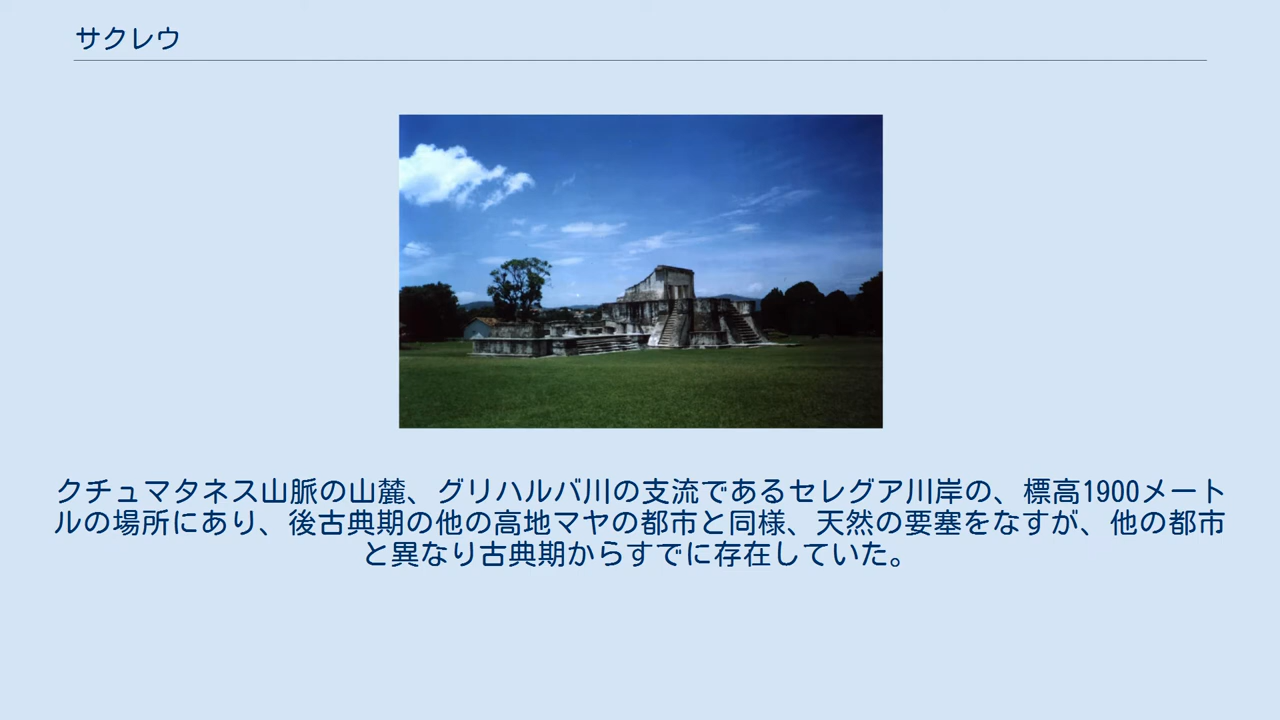 サクレウ
クチュマタネス山脈の山麓、グリハルバ川の支流であるセレグア川岸の、標高1900メート
ルの場所にあり、後古典期の他の高地マヤの都市と同様、天然の要塞をなすが、他の都市
と異なり古典期からすでに存在していた。